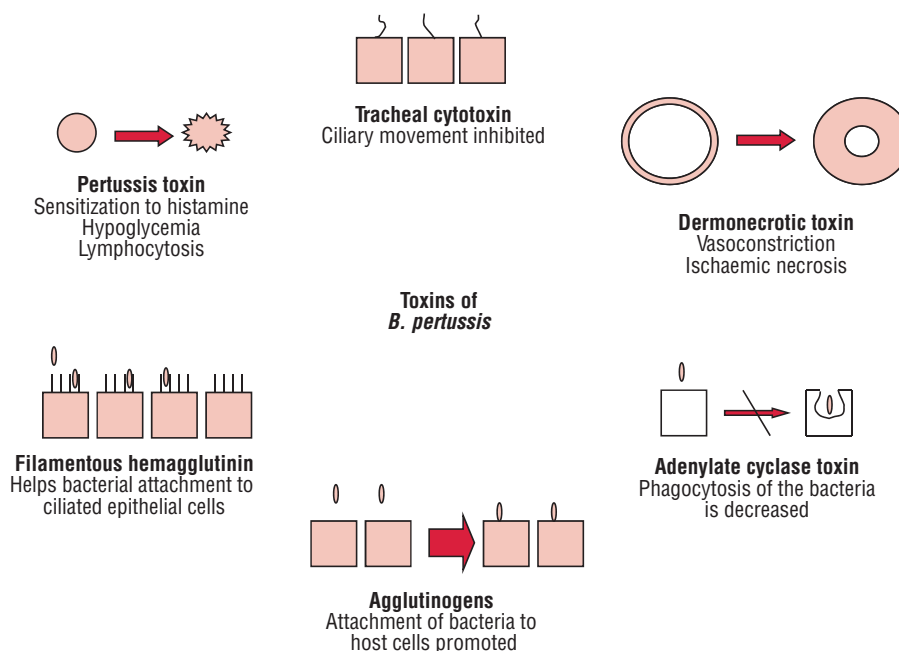 Tracheal cytotoxin
Ciliary movement inhibited
Pertussis toxin
Sensitization to histamine
Hypoglycemia
Lymphocytosis
Dermonecrotic toxin
Vasoconstriction
Ischaemic necrosis
Toxins of
B. pertussis
Filamentous hemagglutinin
Helps bacterial attachment to
ciliated epithelial cells
Adenylate cyclase toxin
Phagocytosis of the bacteria
is decreased
Agglutinogens
Attachment of bacteria to
host cells promoted